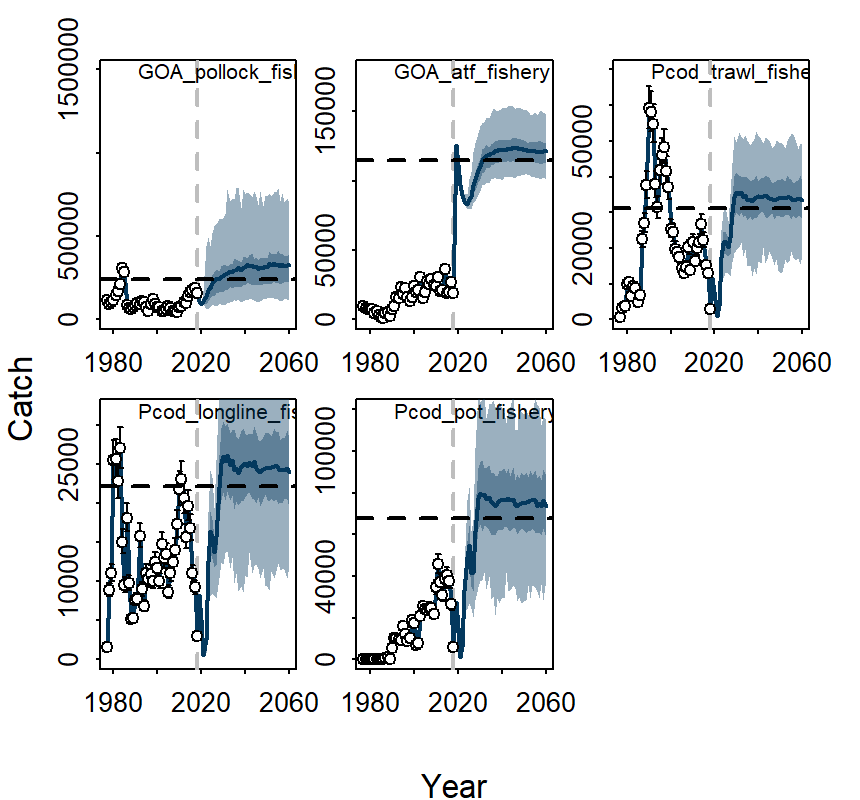 GOA_pollock_fis
GOA_atf_fishery
Pcod_trawl_fishe
1500000
500000
0
150000
50000
0
50000
20000
0
1980 2020 2060
1980 2020 2060
1980 2020 2060
Catch
Pcod_longline_fis
Pcod_pot_fishery
25000
10000
0
100000
40000
0
1980 2020 2060
1980 2020 2060
Year